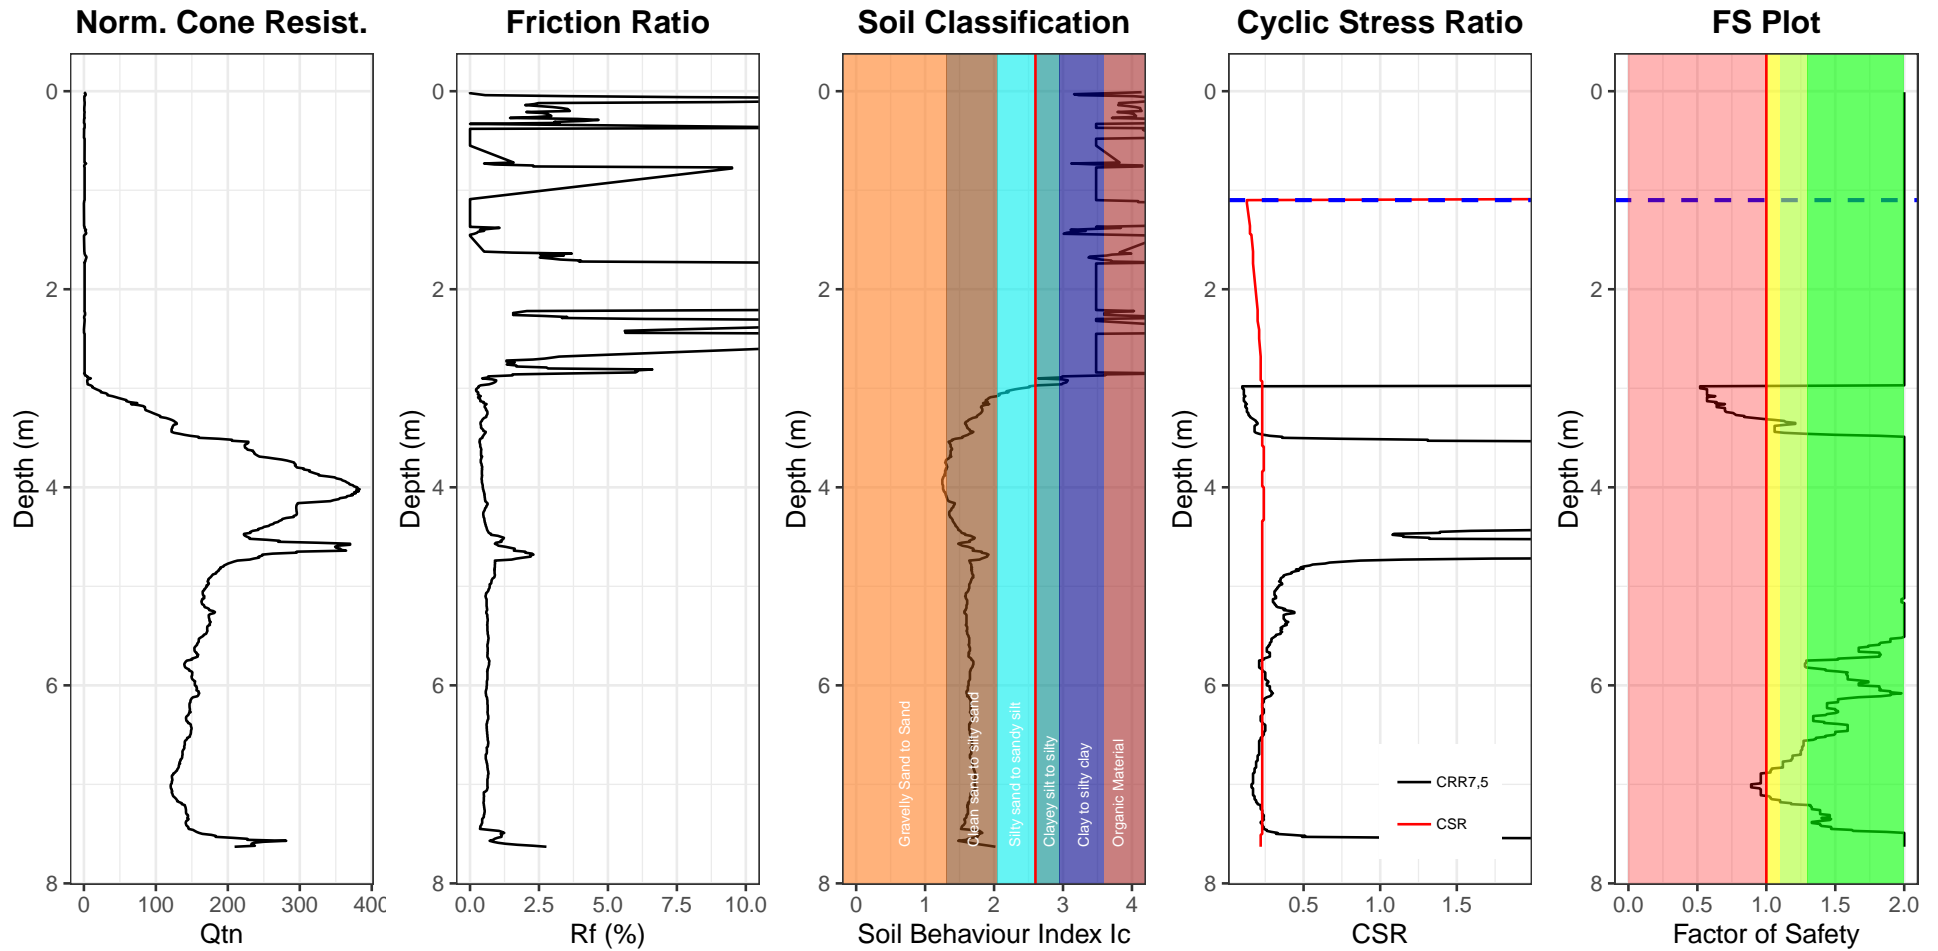 Norm. Cone Resist.
Friction Ratio
Soil Classification
Cyclic Stress Ratio
FS Plot
0
2
4
6
8
Depth (m)
0
100
200
300
400
Qtn
0
2
4
6
8
Depth (m)
0.0
2.5
5.0
7.5
10.0
Rf (%)
0
2
4
6
8
Depth (m)
Gravelly Sand to Sand
Clean sand to silty sand
Silty sand to sandy silt
Clayey silt to silty
Clay to silty clay
Organic Material
0
1
2
3
4
Soil Behaviour Index Ic
0
2
4
6
8
Depth (m)
CRR7,5
CSR
0.5
1.0
1.5
CSR
0
2
4
6
8
Depth (m)
0.0
0.5
1.0
1.5
2.0
Factor of Safety